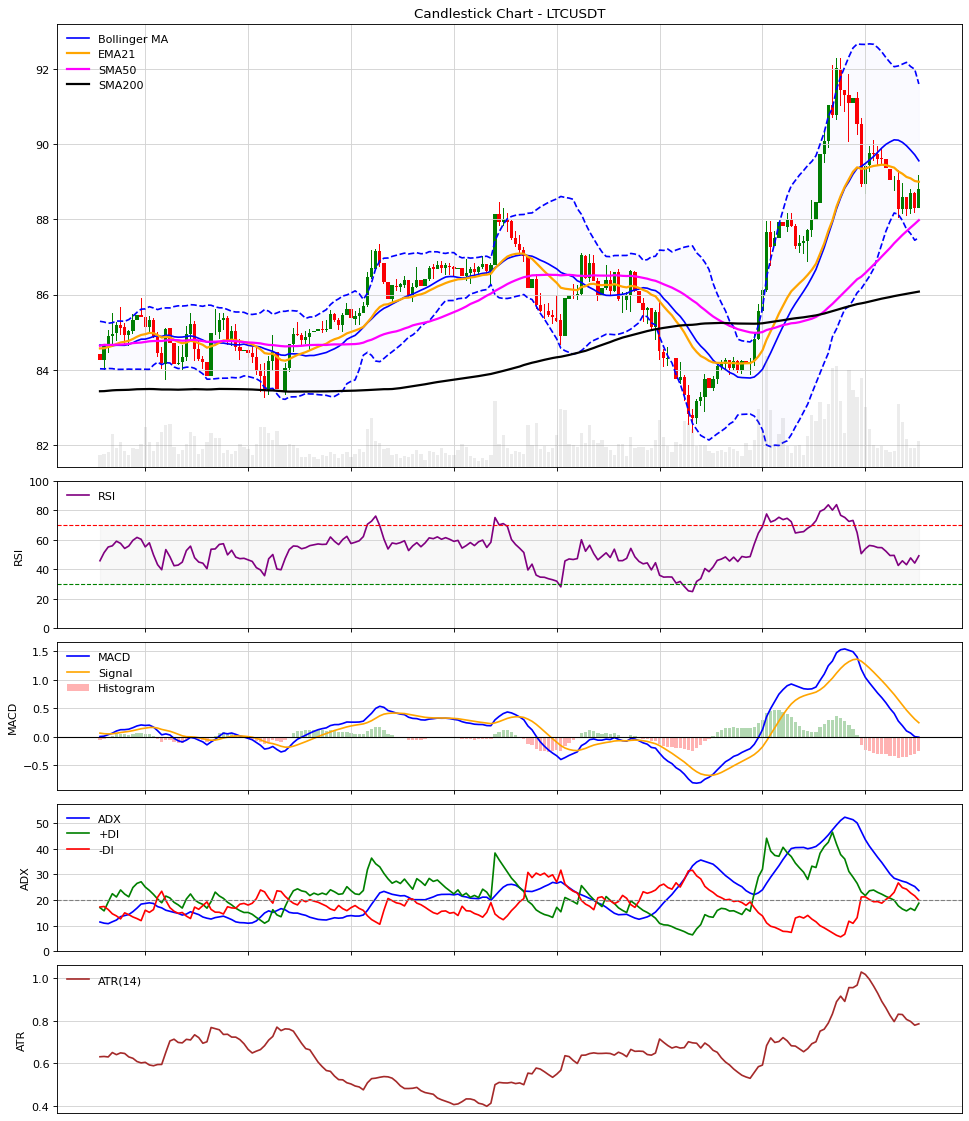 Candlestick Chart - LTCUSDT
Bollinger MA
EMA21
SMA50
SMA200
92
90
88
86
84
82
RSI
RSI
100
80
60
40
20
0
MACD
Signal
Histogram
MACD
1.5
1.0
0.5
0.0
−0.5
ADX
+DI
-DI
ADX
50
40
30
20
10
0
ATR(14)
ATR
1.0
0.8
0.6
0.4